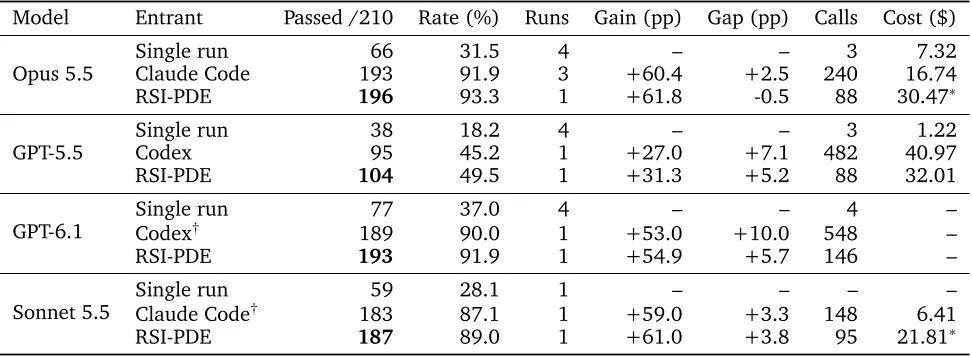 Model Entrant Passed /210 Rate (%) Runs Gain (pp) Gap (pp) Calls Cost ($)
Single run 66 31.5 4 – – 3 7.32
Opus 5.5 Claude Code 193 91.9 3 +60.4 +2.5 240 16.74
RSI-PDE 196 93.3 1 +61.8 -0.5 88 30.47*
Single run 38 18.2 4 – – 3 1.22
GPT-5.5 Codex 95 45.2 1 +27.0 +7.1 482 40.97
RSI-PDE 104 49.5 1 +31.3 +5.2 88 32.01
Single run 77 37.0 4 – – 4 –
GPT-6.1 Codex† 189 90.0 1 +53.0 +10.0 548 –
RSI-PDE 193 91.9 1 +54.9 +5.7 146 –
Single run 59 28.1 1 – – – –
Sonnet 5.5 Claude Code† 183 87.1 1 +59.0 +3.3 148 6.41
RSI-PDE 187 89.0 1 +61.0 +3.8 95 21.81*